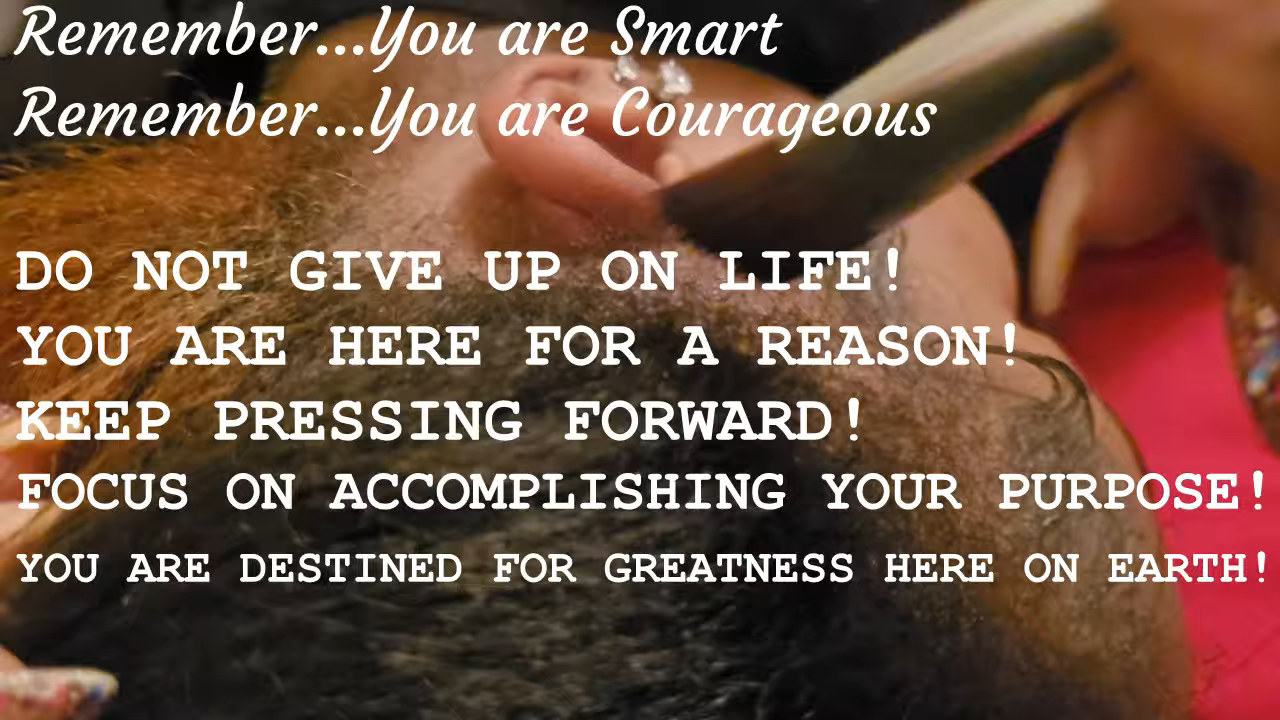 Remember...You are Smart
Remember...You are Courageous
DO NOT GIVE UP ON LIFE!
YOU ARE HERE FOR A REASON!
KEEP PRESSING FORWARD!
FOCUS ON ACCOMPLISHING YOUR PURPOSE!
YOU ARE DESTINED FOR GREATNESS HERE ON EARTH!